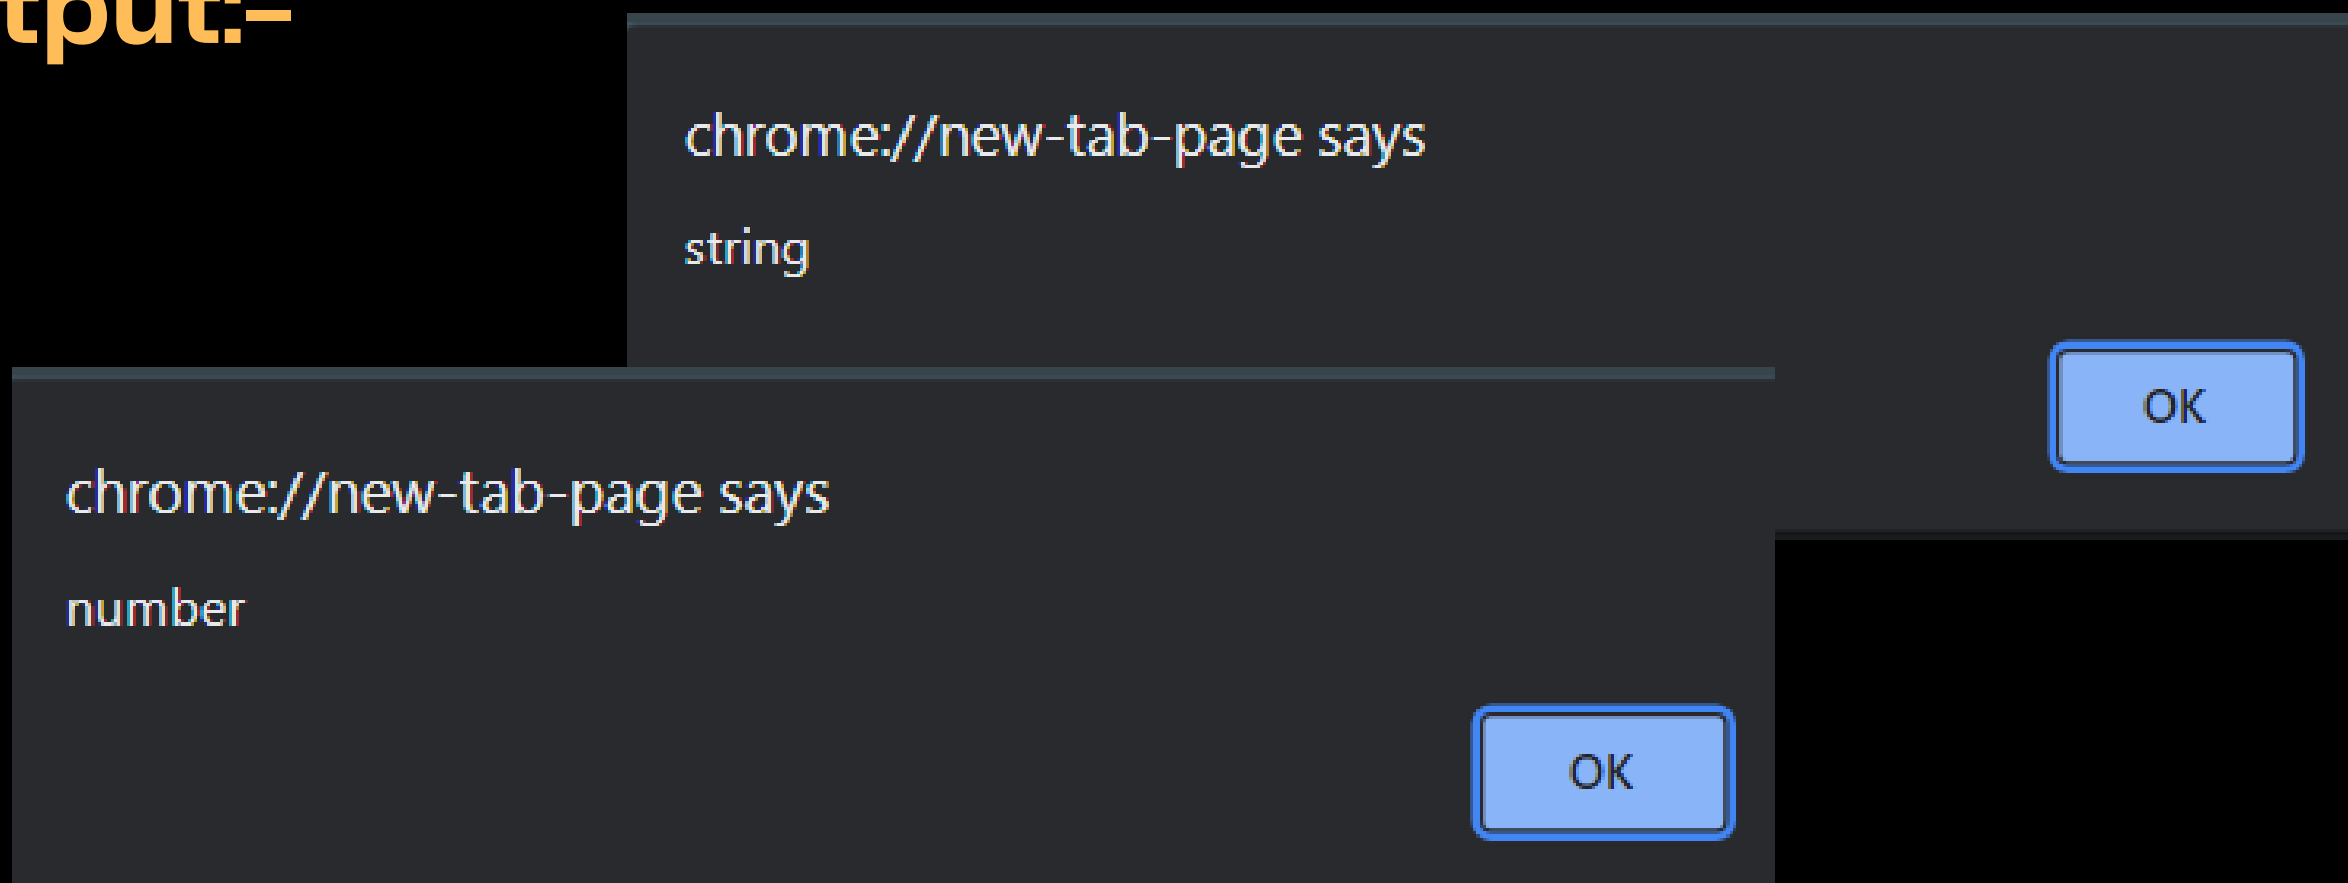 tput:-
chrome://new-tab-page says
string
OK
chrome://new-tab-page says
number
OK